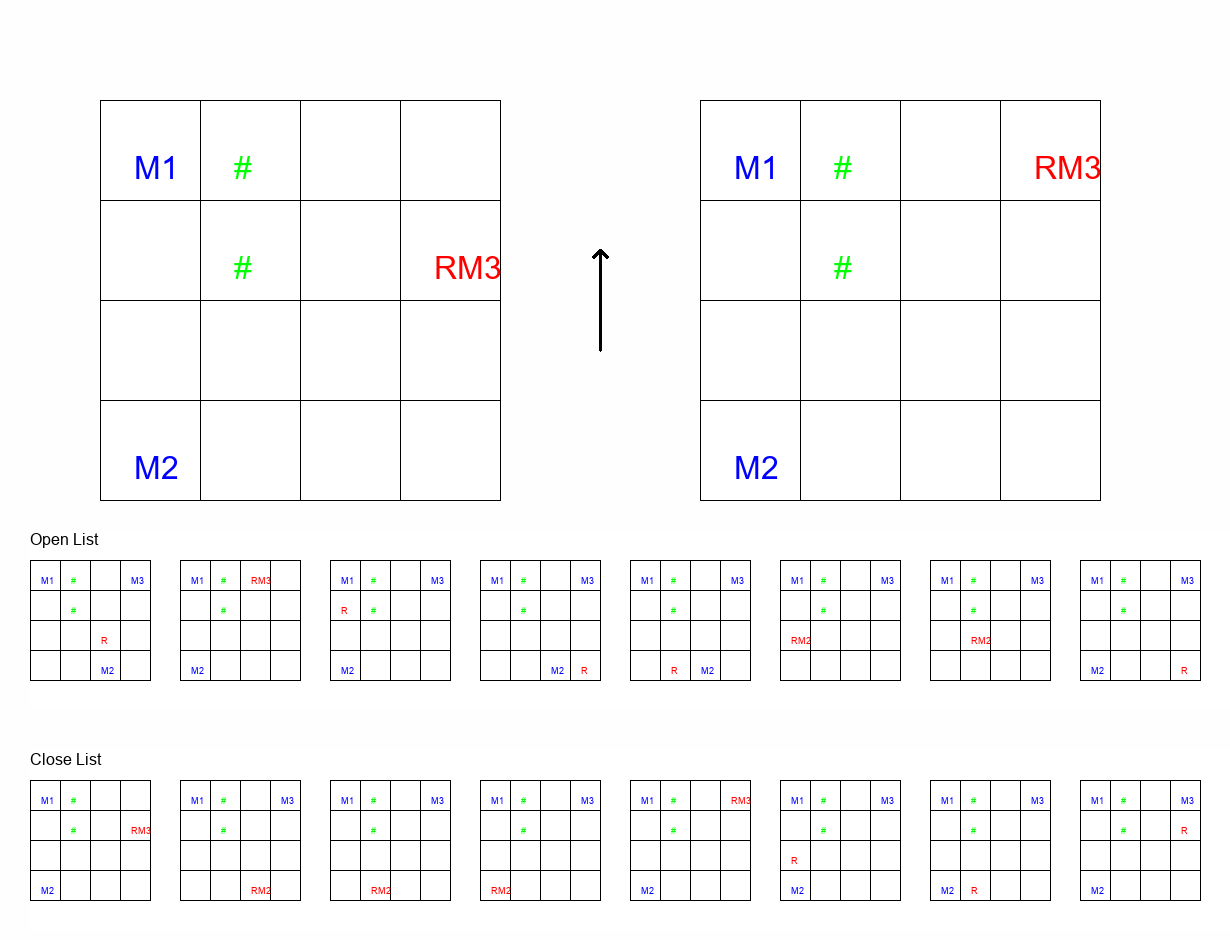 M1 # M1 # RM3
# RM3 #
M2 M2
Open List
M1 # M3 M1 # RM3 M1 # M3 M1 # M3 M1 # M3 M1 # M3 M1 # M3 M1 # M3
# # R # # # # # #
R RM2 RM2
M2 M2 M2 M2 R R M2 M2 R
Close List
M1 # M1 # M3 M1 # M3 M1 # M3 M1 # RM3 M1 # M3 M1 # M3 M1 # M3
# RM3 # # # # # # # R
R
M2 RM2 RM2 RM2 M2 M2 M2 R M2